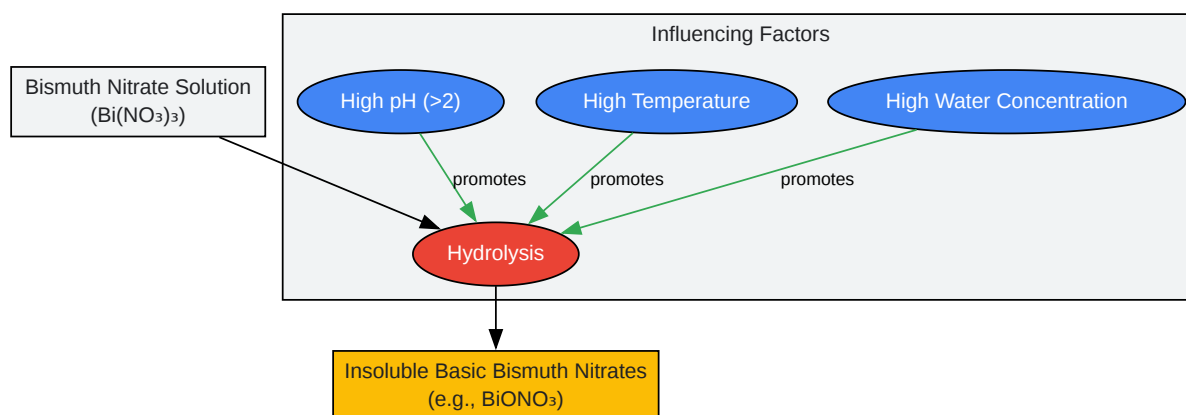 Influencing Factors
Bismuth Nitrate Solution
(Bi(NO₃)₃)
High pH (>2)
High Temperature
High Water Concentration
promotes
promotes
promotes
Hydrolysis
Insoluble Basic Bismuth Nitrates
(e.g., BiONO₃)